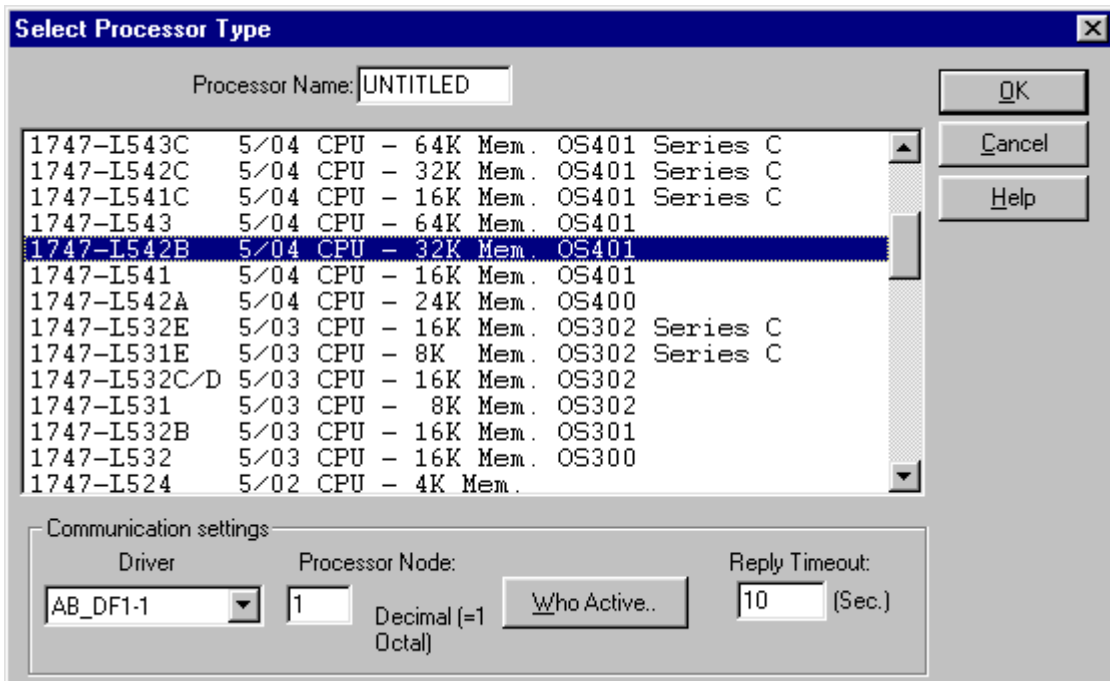 Select Processor Type
Processor Name: UNTITLED
OK
Cancel
Help
1747-L543C 5/04 CPU - 64K Mem. OS401 Series C
1747-L542C 5/04 CPU - 32K Mem. OS401 Series C
1747-L541C 5/04 CPU - 16K Mem. OS401 Series C
1747-L543 5/04 CPU - 64K Mem. OS401
1747-L542B 5/04 CPU - 32K Mem. OS401
1747-L541 5/04 CPU - 16K Mem. OS401
1747-L542A 5/04 CPU - 24K Mem. OS400
1747-L532E 5/03 CPU - 16K Mem. OS302 Series C
1747-L531E 5/03 CPU - 8K Mem. OS302 Series C
1747-L532C/D 5/03 CPU - 16K Mem. OS302
1747-L531 5/03 CPU - 8K Mem. OS302
1747-L532B 5/03 CPU - 16K Mem. OS301
1747-L532 5/03 CPU - 16K Mem. OS300
1747-L524 5/02 CPU - 4K Mem.
Communication settings
Driver
AB_DF1-1
Processor Node:
1
Decimal (=1
Octal)
Who Active..
Reply Timeout:
10 (Sec.)